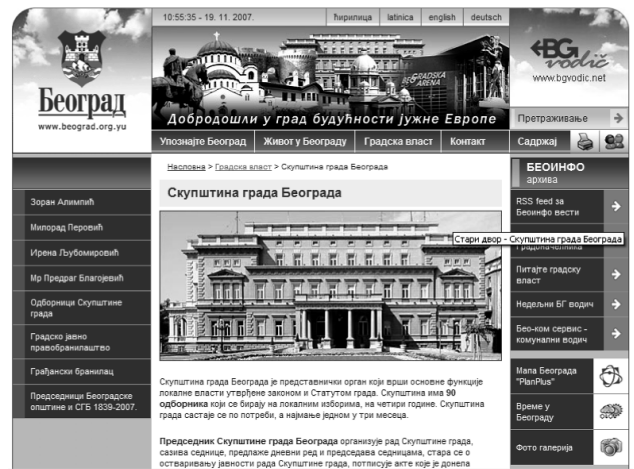 10:55:35 - 19. 11. 2007.
ћирилица
latinica
english
deutsch
Београд
www.beograd.org.yu
BEOGRADSKA
ARENA
BG
vodič
www.bgvodic.net
Добродошли у град будућности јужне Европе
Претраживање
Упознајте Београд
Живот у Београду
Градска власт
Контакт
Садржај
Насловна > Градска власт > Скупштина града Београда
Зоран Алимпић
Милорад Перовић
Ирена Љубомировић
Мр Предраг Благојевић
Одборници Скупштине
града
Градско јавно
правобранилаштво
Грађански бранилац
Председници Београдске
општине и СГБ 1839-2007.
Скупштина града Београда
Стари двор - Скупштина града Београда
Скупштина града Београда је представнички орган који врши основне функције
локалне власти утврђене законом и Статутом града. Скупштина има 90
одборника који се бирају на локалним изборима, на четири године. Скупштина
града састаје се по потреби, а најмање једном у три месеца.
Председник Скупштине града Београда организује рад Скупштине града,
сазива седнице, предлаже дневни ред и председава седницама, стара се о
остваривању јавности рада Скупштине града, потписује акте које је донела
БЕОИНФО
архива
RSS feed за
Беоинфо вести
Градоначелника
Питајте градску
власт
Недељни БГ водич
Бео-ком сервис -
комунални водич
Мапа Београда
"PlanPlus"
Време у
Београду
Фото галерија